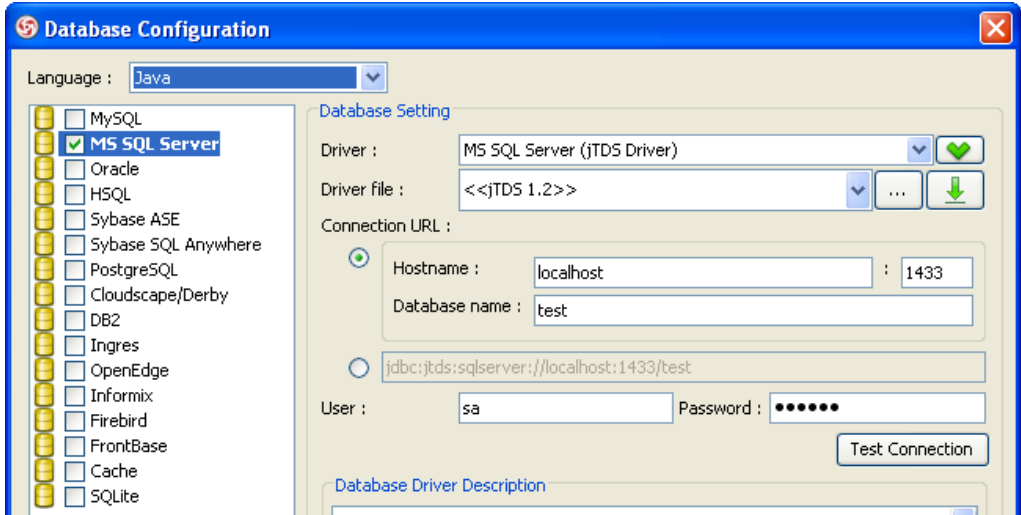 Database Configuration
Language : Java
MySQL
MS SQL Server
Oracle
HSQL
Sybase ASE
Sybase SQL Anywhere
PostgreSQL
Cloudscape/Derby
DB2
Ingres
OpenEdge
Informix
Firebird
FrontBase
Cache
SQLite
Database Setting
Driver : MS SQL Server (jTDS Driver)
Driver file : <<jTDS 1.2>> ...
Connection URL :
Hostname : localhost : 1433
Database name : test
jdbc:jtds:sqlserver://localhost:1433/test
User : sa Password : ••••••
Test Connection
Database Driver Description